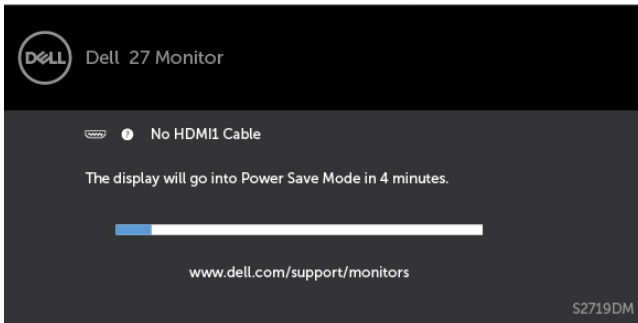 DELL
Dell 27 Monitor
? No HDMI1 Cable
The display will go into Power Save Mode in 4 minutes.
www.dell.com/support/monitors
S2719DM